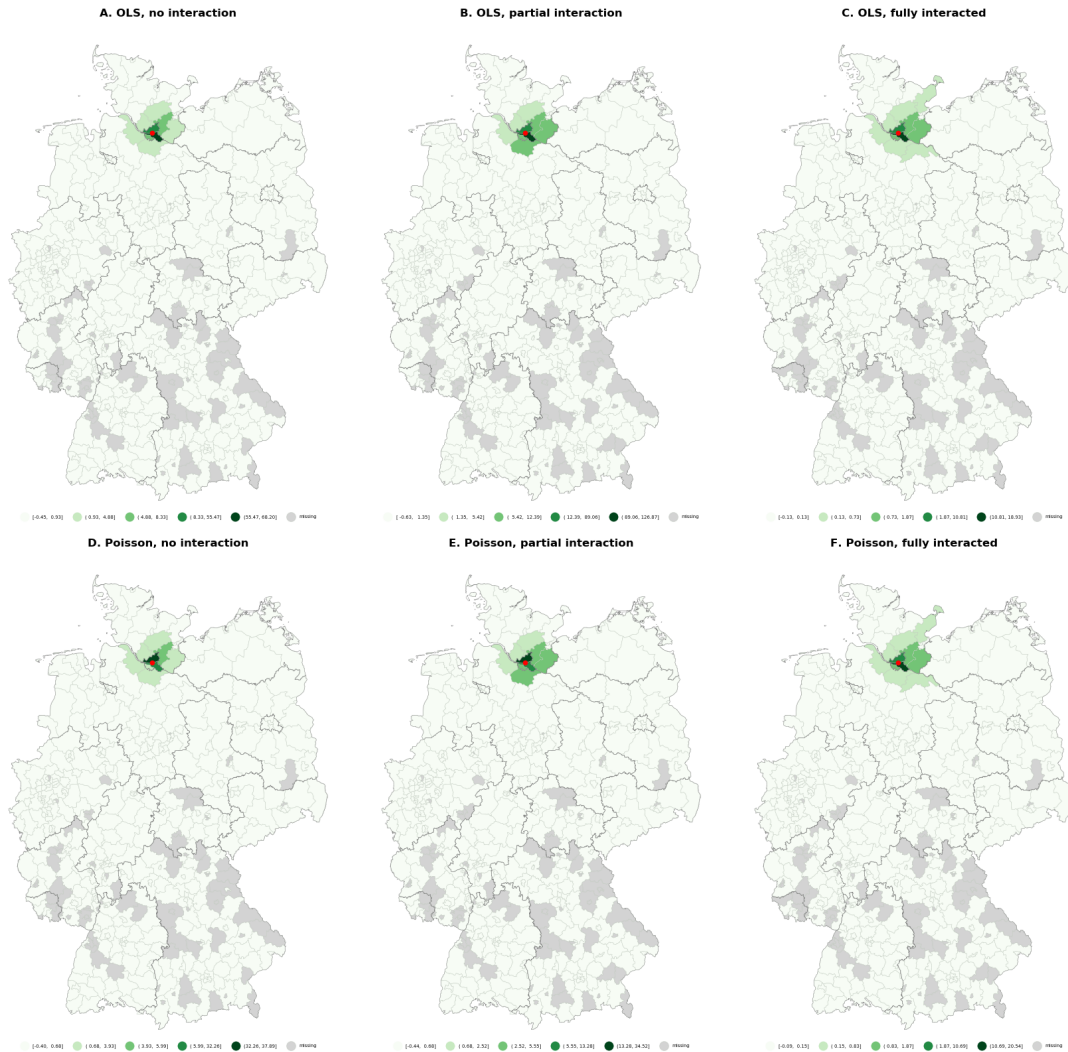 A. OLS, no interaction
B. OLS, partial interaction
C. OLS, fully interacted
[-0.45, 0.93] ( 0.93, 4.88] ( 4.88, 8.33] ( 8.33, 55.47] (55.47, 68.20] missing
[ -0.63, 1.35] ( 1.35, 5.42] ( 5.42, 12.39] ( 12.39, 89.06] (89.06, 126.87] missing
[-0.13, 0.13] ( 0.13, 0.73] ( 0.73, 1.87] ( 1.87, 10.81] (10.81, 18.93] missing
D. Poisson, no interaction
E. Poisson, partial interaction
F. Poisson, fully interacted
[-0.40, 0.68] ( 0.68, 3.93] ( 3.93, 5.99] ( 5.99, 32.26] (32.26, 37.89] missing
[-0.44, 0.68] ( 0.68, 2.52] ( 2.52, 5.55] ( 5.55, 13.28] (13.28, 34.52] missing
[-0.09, 0.15] ( 0.15, 0.83] ( 0.83, 1.87] ( 1.87, 10.69] (10.69, 20.54] missing